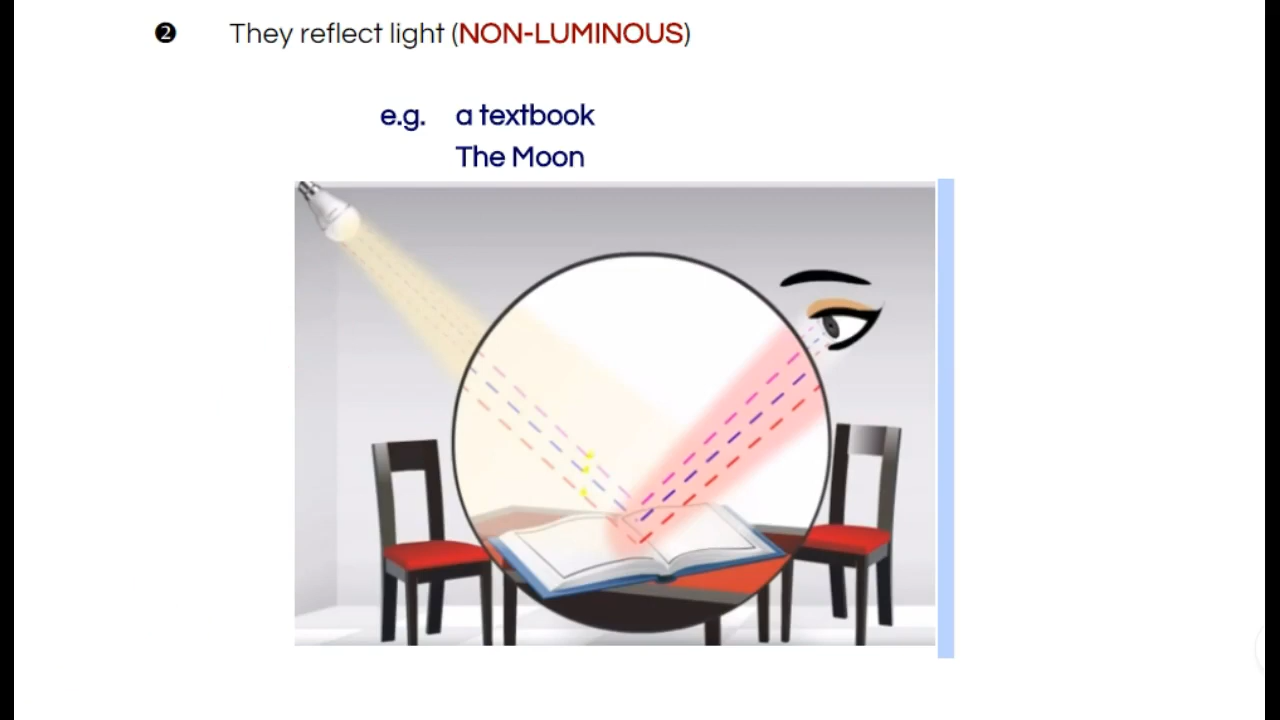 ❷ They reflect light (NON-LUMINOUS)
e.g. a textbook
The Moon